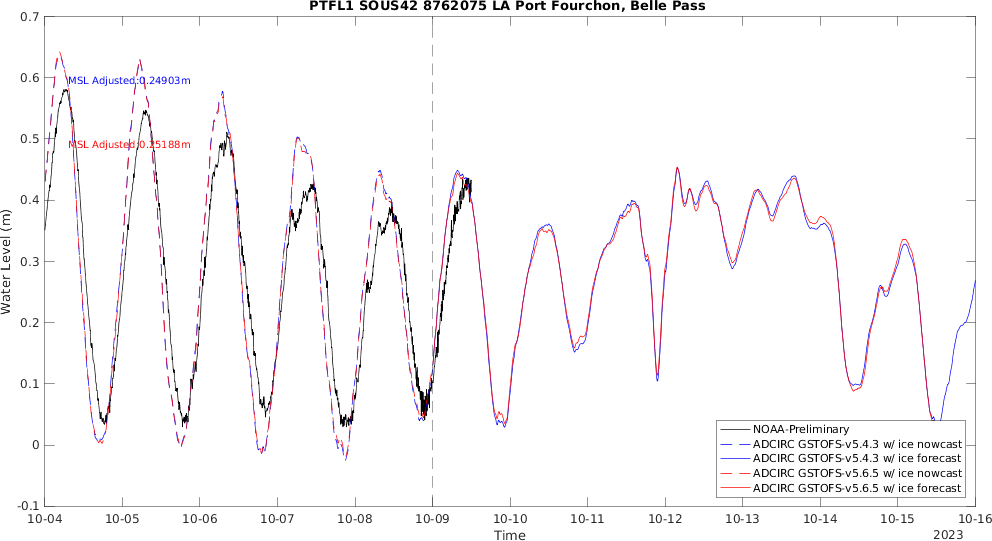 PTFL1 SOUS42 8762075 LA Port Fourchon, Belle Pass
0.7
0.6
0.5
0.4
0.3
0.2
0.1
0
-0.1
Water Level (m)
MSL Adjusted:0.24903m
MSL Adjusted:0.25188m
NOAA-Preliminary
ADCIRC GSTOFS-v5.4.3 w/ ice nowcast
ADCIRC GSTOFS-v5.4.3 w/ ice forecast
ADCIRC GSTOFS-v5.6.5 w/ ice nowcast
ADCIRC GSTOFS-v5.6.5 w/ ice forecast
10-04 10-05 10-06 10-07 10-08 10-09 10-10 10-11 10-12 10-13 10-14 10-15 10-16
Time
2023